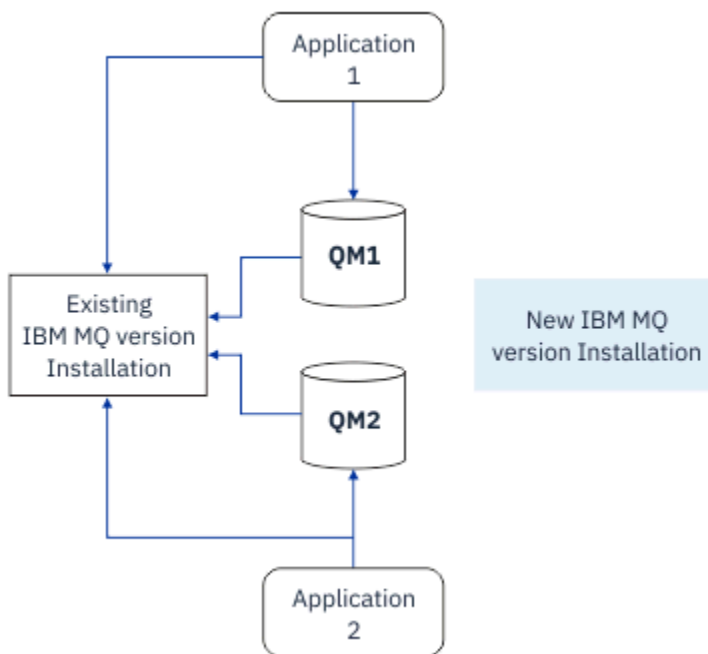 Application
1
QM1
Existing
IBM MQ version
Installation
New IBM MQ
version Installation
QM2
Application
2